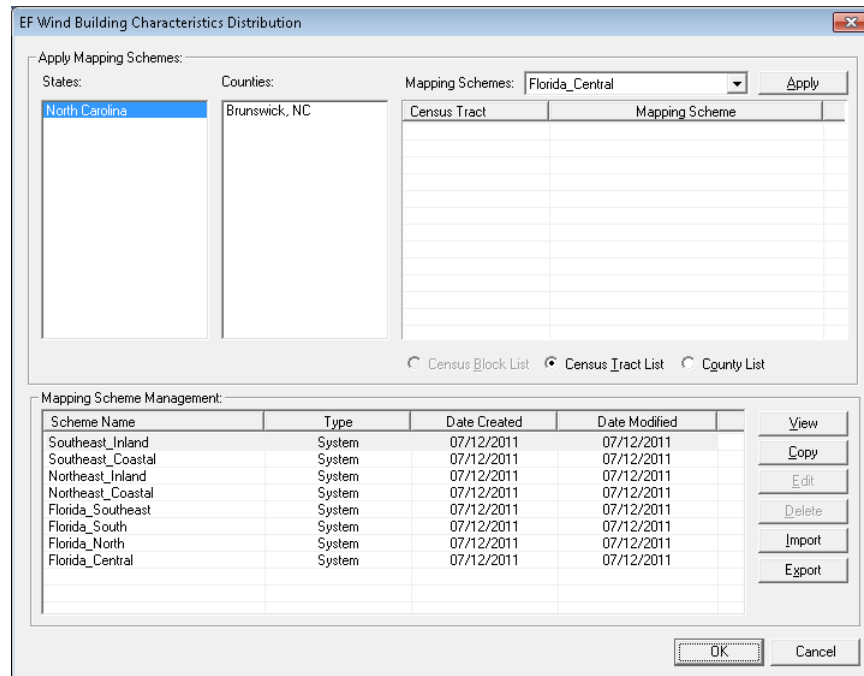 EF Wind Building Characteristics Distribution
Apply Mapping Schemes:
States:
Counties:
Mapping Schemes:
Florida_Central
Apply
North Carolina
Brunswick, NC
Census Tract
Mapping Scheme
Census Block List
Census Tract List
County List
Mapping Scheme Management:
Scheme Name Type Date Created Date Modified
Southeast_Inland System 07/12/2011 07/12/2011
Southeast_Coastal System 07/12/2011 07/12/2011
Northeast_Inland System 07/12/2011 07/12/2011
Northeast_Coastal System 07/12/2011 07/12/2011
Florida_Southeast System 07/12/2011 07/12/2011
Florida_South System 07/12/2011 07/12/2011
Florida_North System 07/12/2011 07/12/2011
Florida_Central System 07/12/2011 07/12/2011
View
Copy
Edit
Delete
Import
Export
OK
Cancel